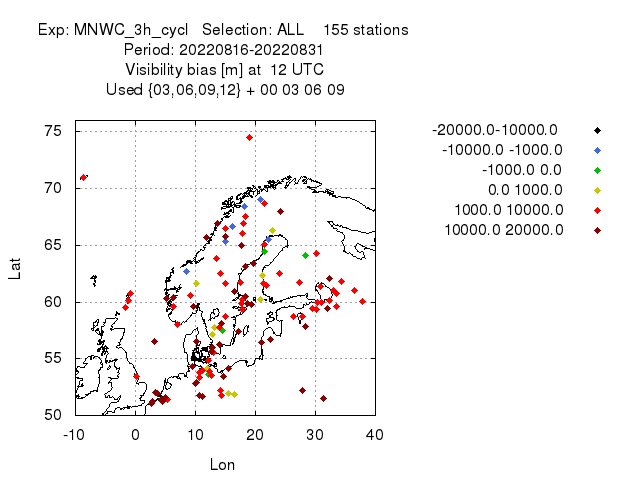 Exp: MNWC_3h_cycl Selection: ALL 155 stations
Period: 20220816-20220831
Visibility bias [m] at 12 UTC
Used {03,06,09,12} + 00 03 06 09
-20000.0-10000.0
-10000.0 -1000.0
-1000.0 0.0
0.0 1000.0
1000.0 10000.0
10000.0 20000.0
75
70
65
60
55
50
Lat
-10 0 10 20 30 40
Lon